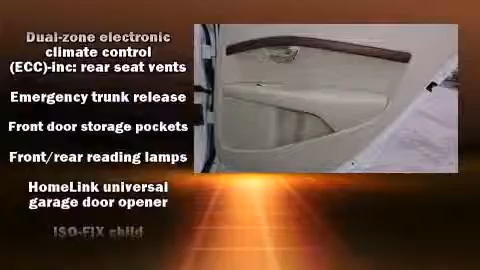 Dual-zone electronic
climate control
(ECC)-inc: rear seat vents
Emergency trunk release
Front door storage pockets
Front/rear reading lamps
HomeLink universal
garage door opener
ISO-FIX child